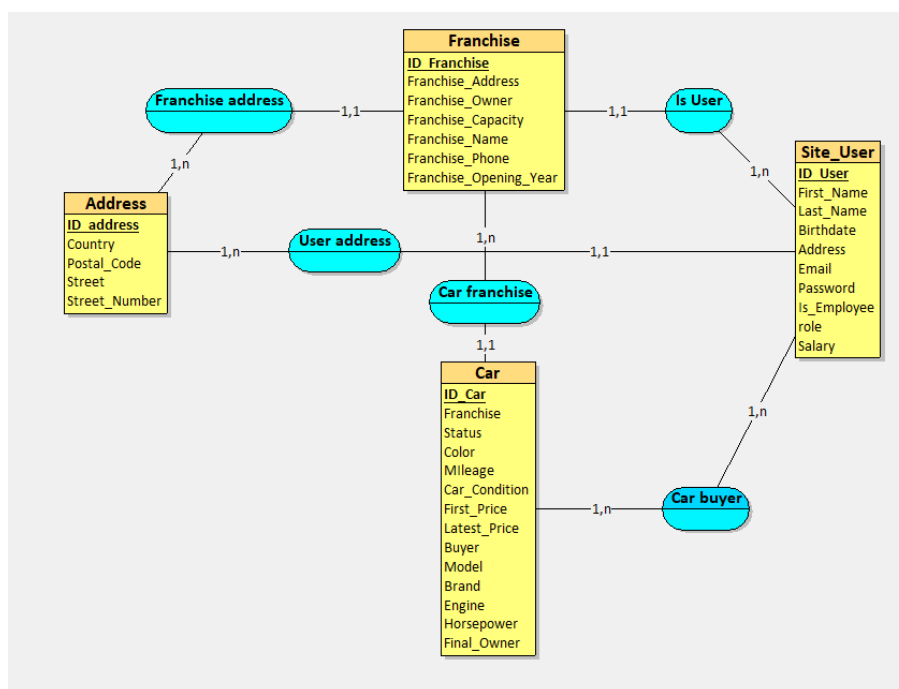 Franchise
ID_Franchise
Franchise_Address
Franchise_Owner
Franchise_Capacity
Franchise_Name
Franchise_Phone
Franchise_Opening_Year
Franchise address
1,1
1,1
Is User
1,n
1,n
Site_User
ID_User
First_Name
Last_Name
Birthdate
Address
Email
Password
Is_Employee
role
Salary
Address
ID_address
Country
Postal_Code
Street
Street_Number
1,n
User address
1,n
1,1
Car franchise
1,1
Car
ID_Car
Franchise
Status
Color
MIleage
Car_Condition
First_Price
Latest_Price
Buyer
Model
Brand
Engine
Horsepower
Final_Owner
1,n
1,n
Car buyer